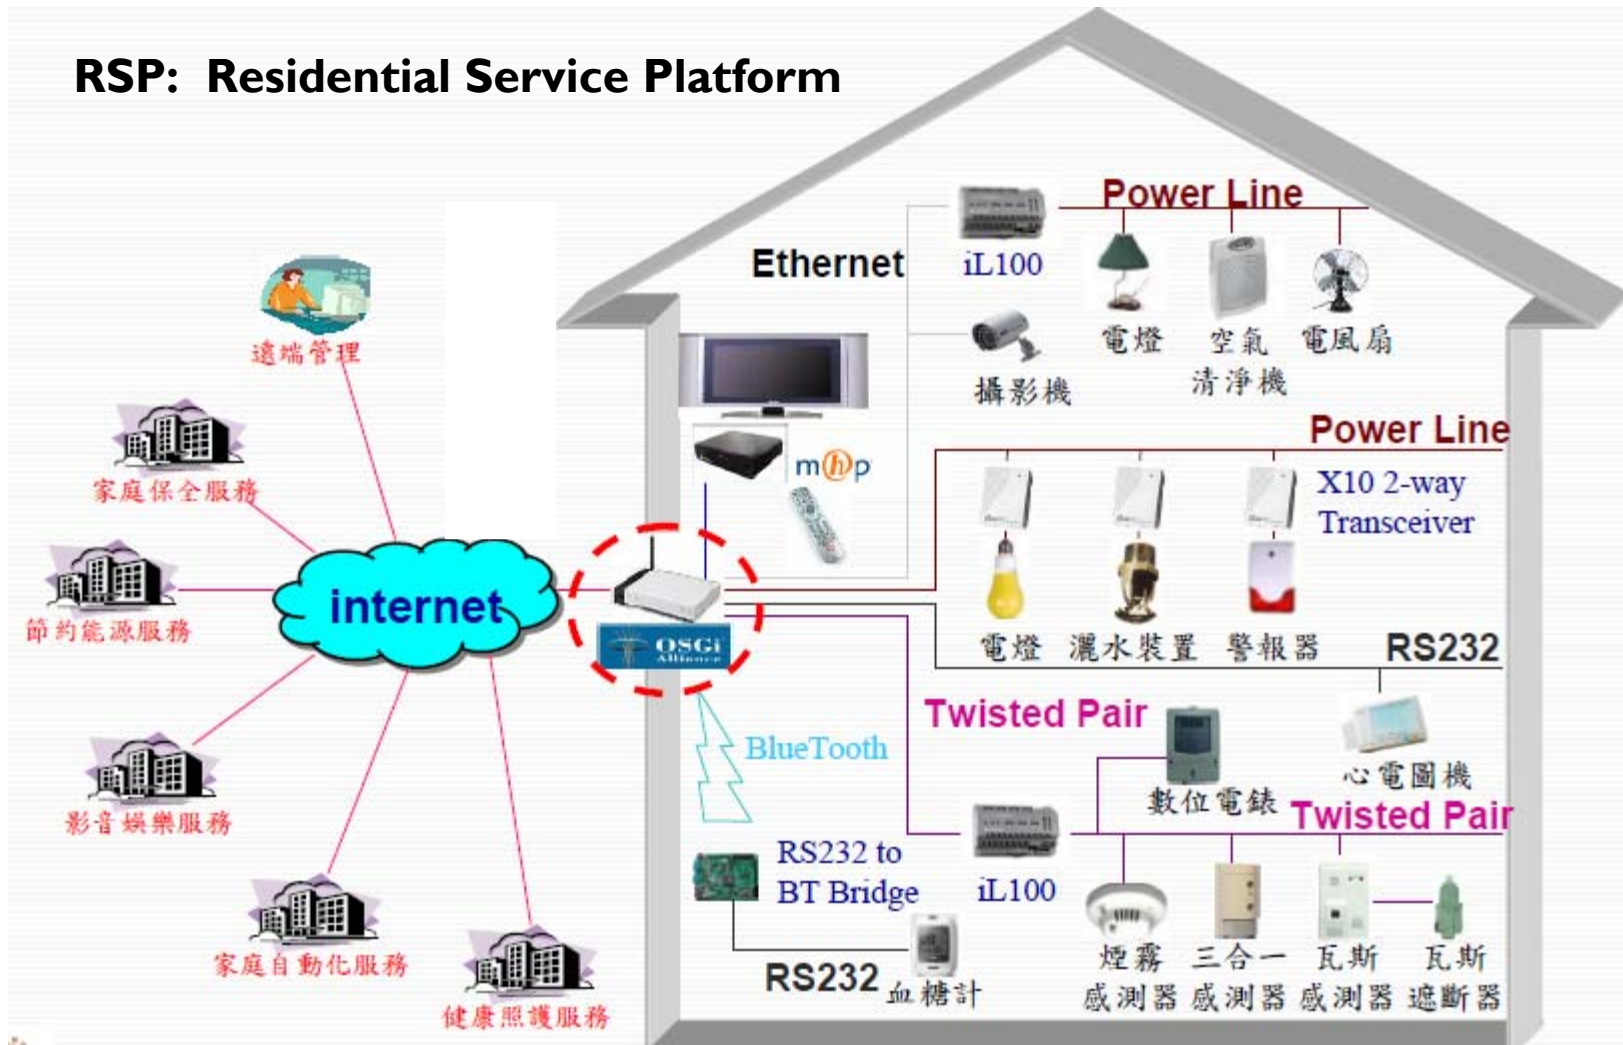 RSP: Residential Service Platform
Power Line
Ethernet
iL100
電燈
空氣
清淨機
電風扇
攝影機
遠端管理
mhp
Power Line
X10 2-way
Transceiver
家庭保全服務
internet
節約能源服務
OSGi
Alliance
電燈
灑水裝置
警報器
RS232
Twisted Pair
BlueTooth
心電圖機
數位電錶
Twisted Pair
影音娛樂服務
RS232 to
BT Bridge
iL100
煙霧
感測器
三合一
感測器
瓦斯
感測器
瓦斯
遮斷器
家庭自動化服務
RS232
血糖計
健康照護服務